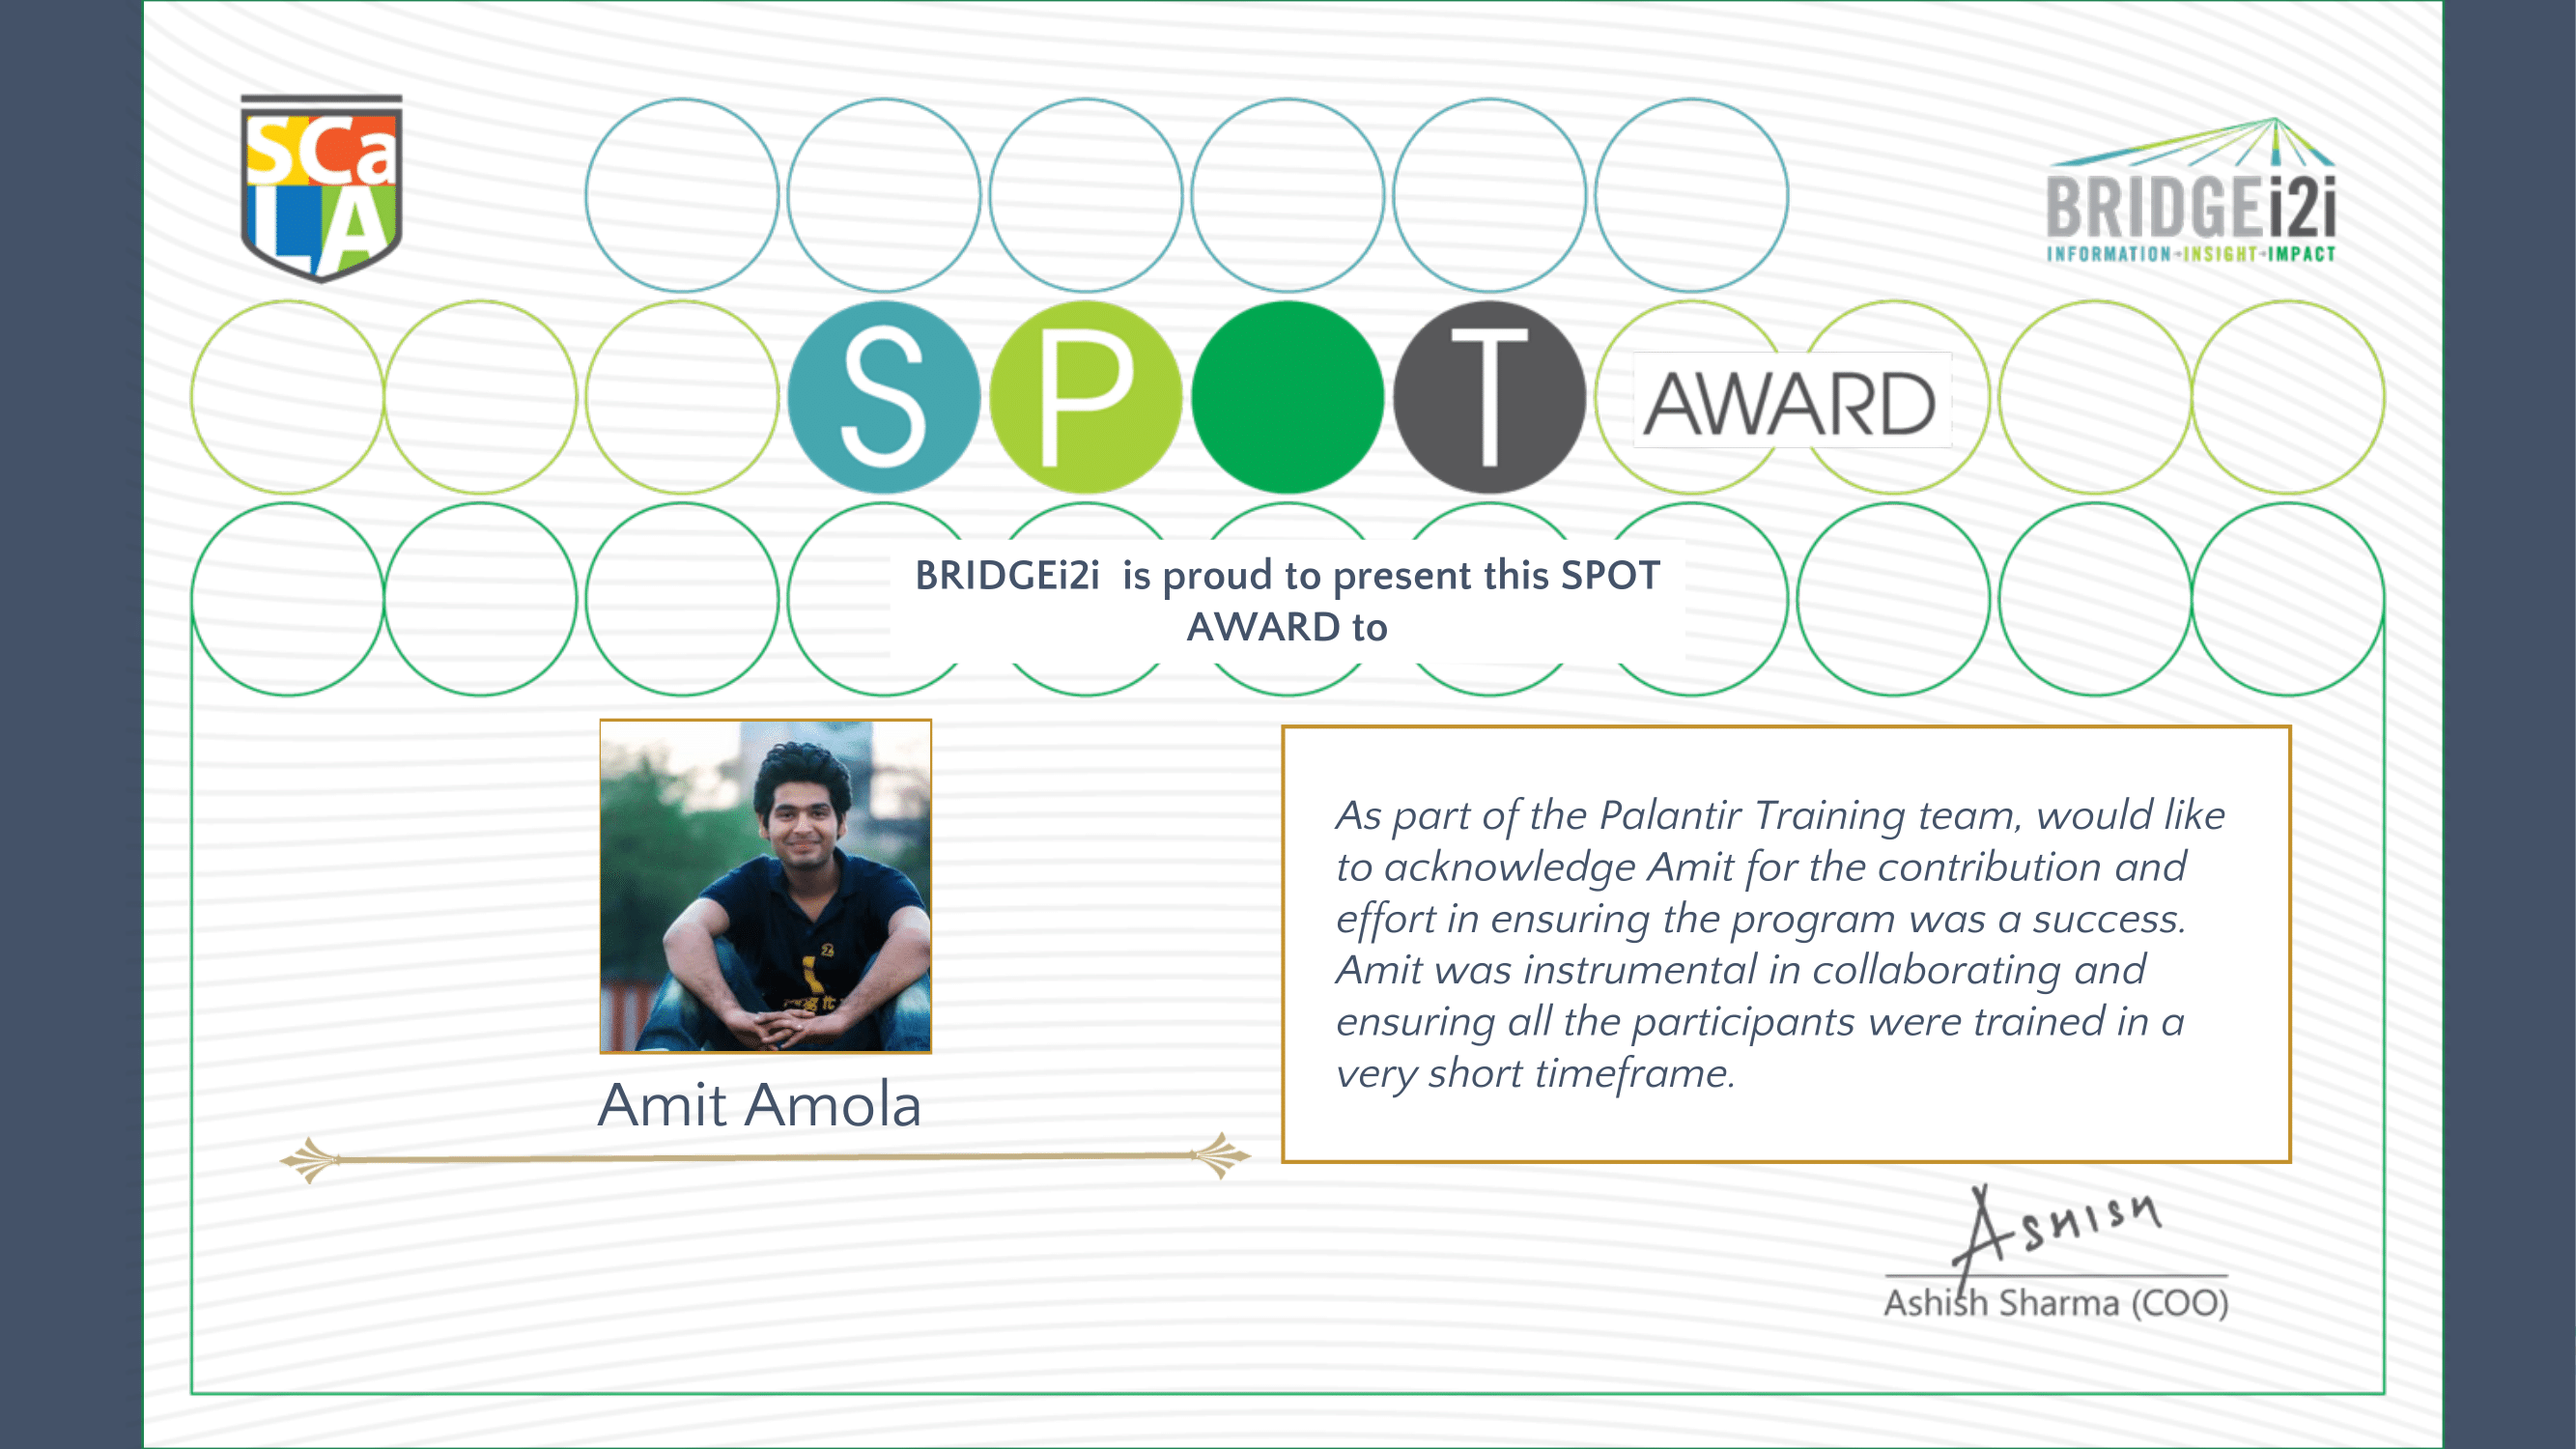 SCa
LA
BRIDGEi2i
INFORMATION INSIGHT IMPACT
SP T AWARD
BRIDGEi2i is proud to present this SPOT
AWARD to
As part of the Palantir Training team, would like
to acknowledge Amit for the contribution and
effort in ensuring the program was a success.
Amit was instrumental in collaborating and
ensuring all the participants were trained in a
very short timeframe.
Amit Amola
Ashish
Ashish Sharma (COO)